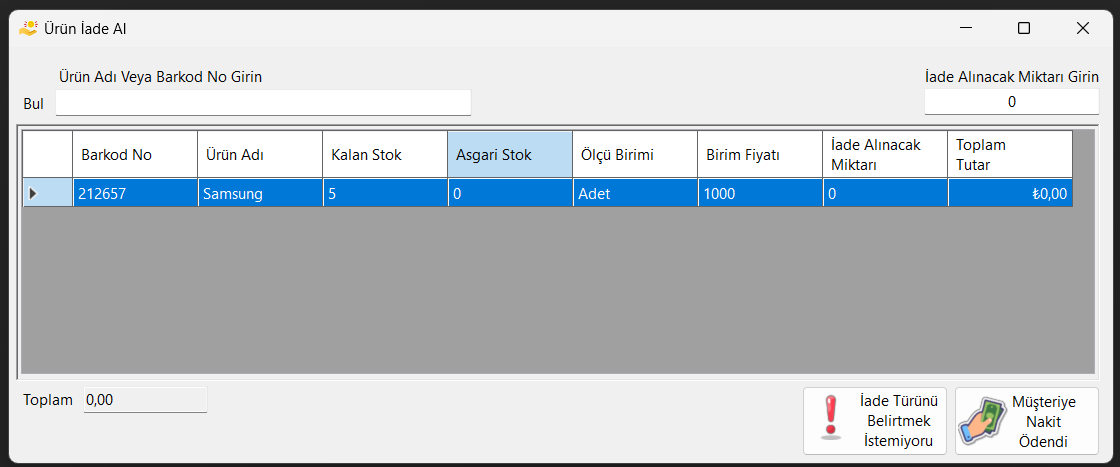 Ürün İade Al
Ürün Adı Veya Barkod No Girin
İade Alınacak Miktarı Girin
Bul
0
Barkod No Ürün Adı Kalan Stok Asgari Stok Ölçü Birimi Birim Fiyatı İade Alınacak Toplam
Miktarı Tutar
212657 Samsung 5 0 Adet 1000 0 ₺0,00
Toplam 0,00
İade Türünü
Belirtmek
İstemiyoru
Müşteriye
Nakit
Ödendi